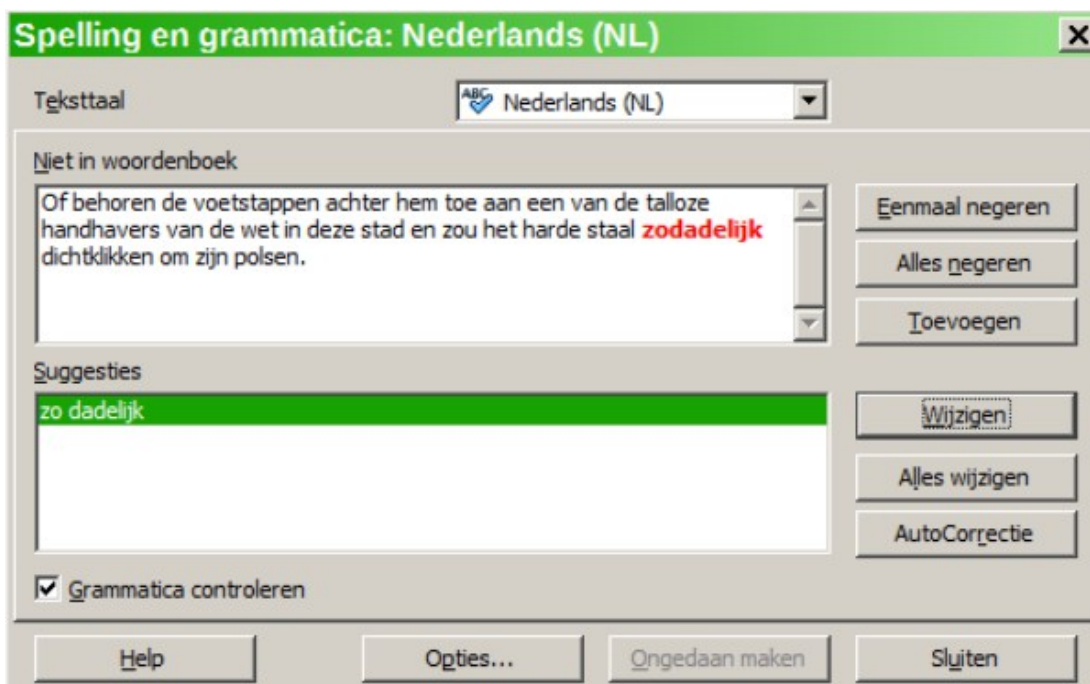 Spelling en grammatica: Nederlands (NL)
Teksttaal
ABC Nederlands (NL)
Niet in woordenboek
Of behoren de voetstappen achter hem toe aan een van de talloze
handhavers van de wet in deze stad en zou het harde staal zodadelijk
dichtklikken om zijn polsen.
Eenmaal negeren
Alles negeren
Toevoegen
Suggesties
zo dadelijk
Wijzigen
Alles wijzigen
AutoCorrectie
Grammatica controleren
Help
Opties...
Ongedaan maken
Sluiten